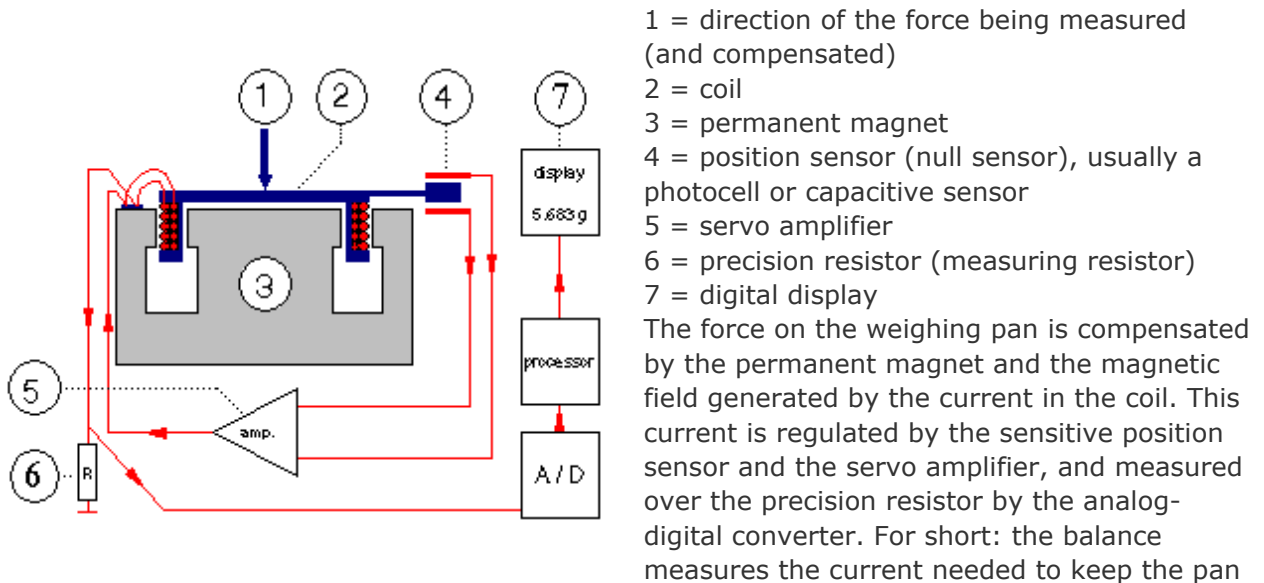 1
2
4
7
display
5.683g
3
processor
5
amp.
6
R
A / D
1 = direction of the force being measured
(and compensated)
2 = coil
3 = permanent magnet
4 = position sensor (null sensor), usually a
photocell or capacitive sensor
5 = servo amplifier
6 = precision resistor (measuring resistor)
7 = digital display
The force on the weighing pan is compensated
by the permanent magnet and the magnetic
field generated by the current in the coil. This
current is regulated by the sensitive position
sensor and the servo amplifier, and measured
over the precision resistor by the analog-
digital converter. For short: the balance
measures the current needed to keep the pan